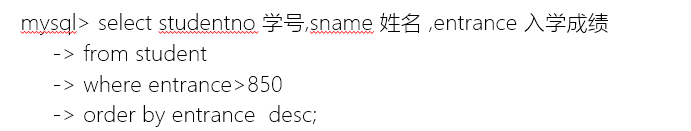 mysql> select studentno 学号,sname 姓名 ,entrance 入学成绩
-> from student
-> where entrance>850
-> order by entrance  desc;